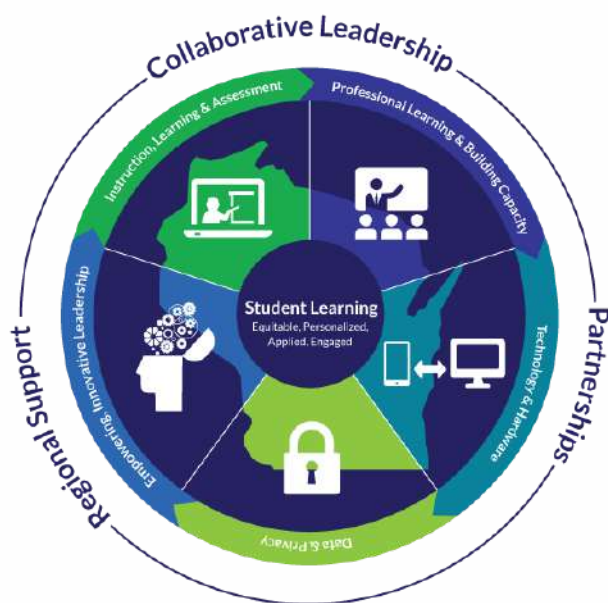 Collaborative Leadership
Instruction, Learning & Assessment
Professional Learning & Building Capacity
Student Learning
Equitable, Personalized,
Applied, Engaged
Empowering, Innovative Leadership
Technology & Hardware
Data & Privacy
Regional Support
Partnerships